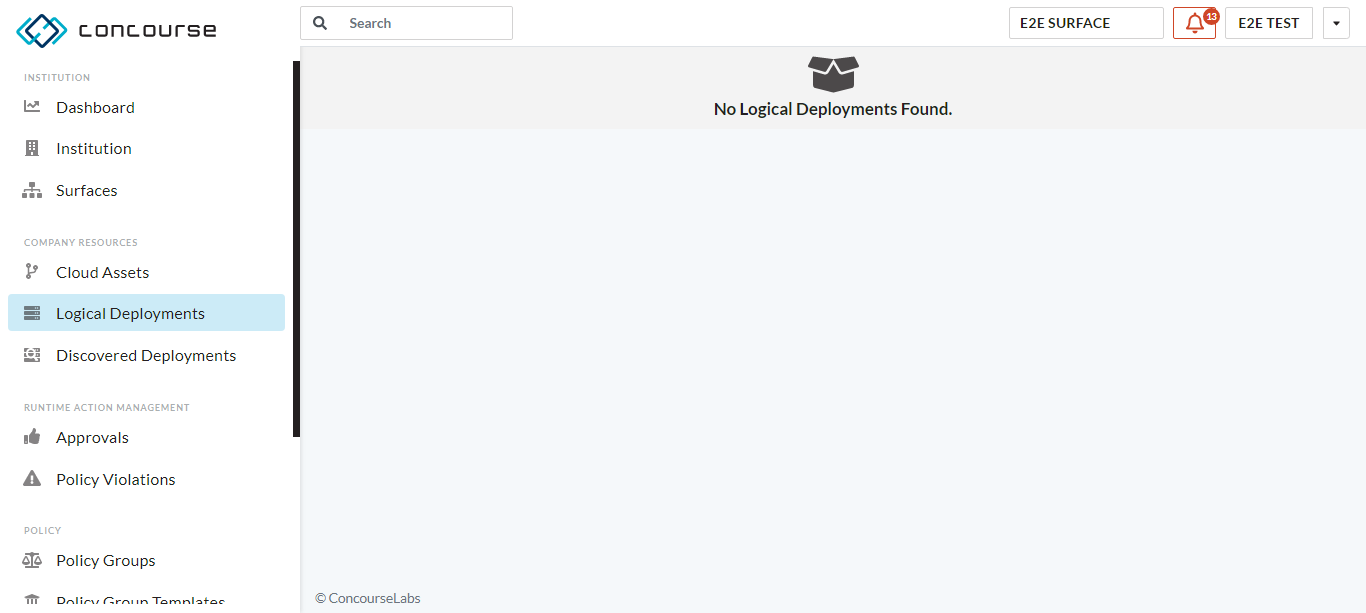 concourse
Search
E2E SURFACE
13
E2E TEST
INSTITUTION
Dashboard
Institution
Surfaces
COMPANY RESOURCES
Cloud Assets
Logical Deployments
Discovered Deployments
RUNTIME ACTION MANAGEMENT
Approvals
Policy Violations
POLICY
Policy Groups
Policy Group Templates
No Logical Deployments Found.
© ConcourseLabs